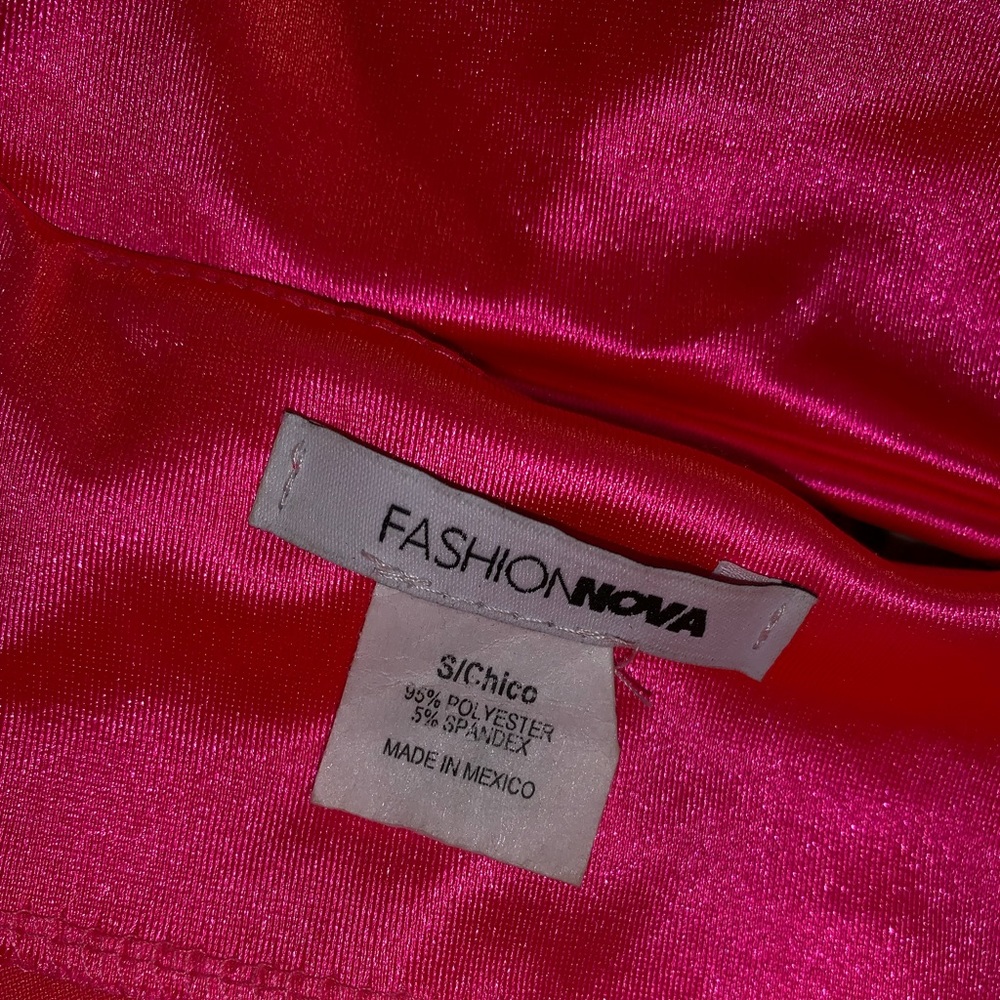 FASHIONNOVA
S/Chico
95% POLYESTER
5% SPANDEX
MADE IN MEXICO